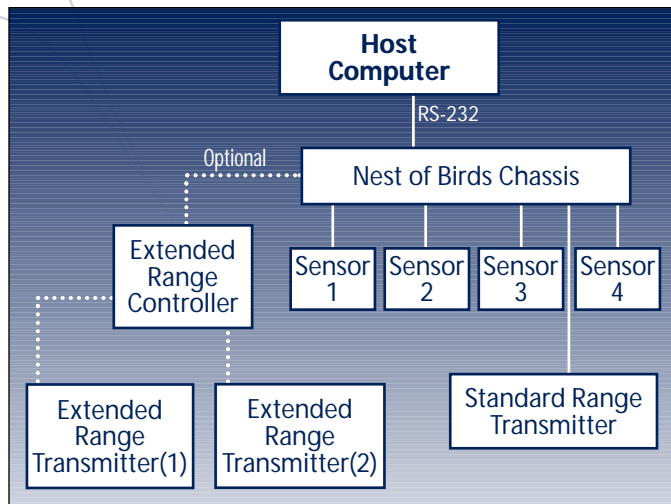 Host
Computer
RS-232
Optional
Nest of Birds Chassis
Extended
Range
Controller
Sensor
1
Sensor
2
Sensor
3
Sensor
4
Extended
Range
Transmitter(1)
Extended
Range
Transmitter(2)
Standard Range
Transmitter